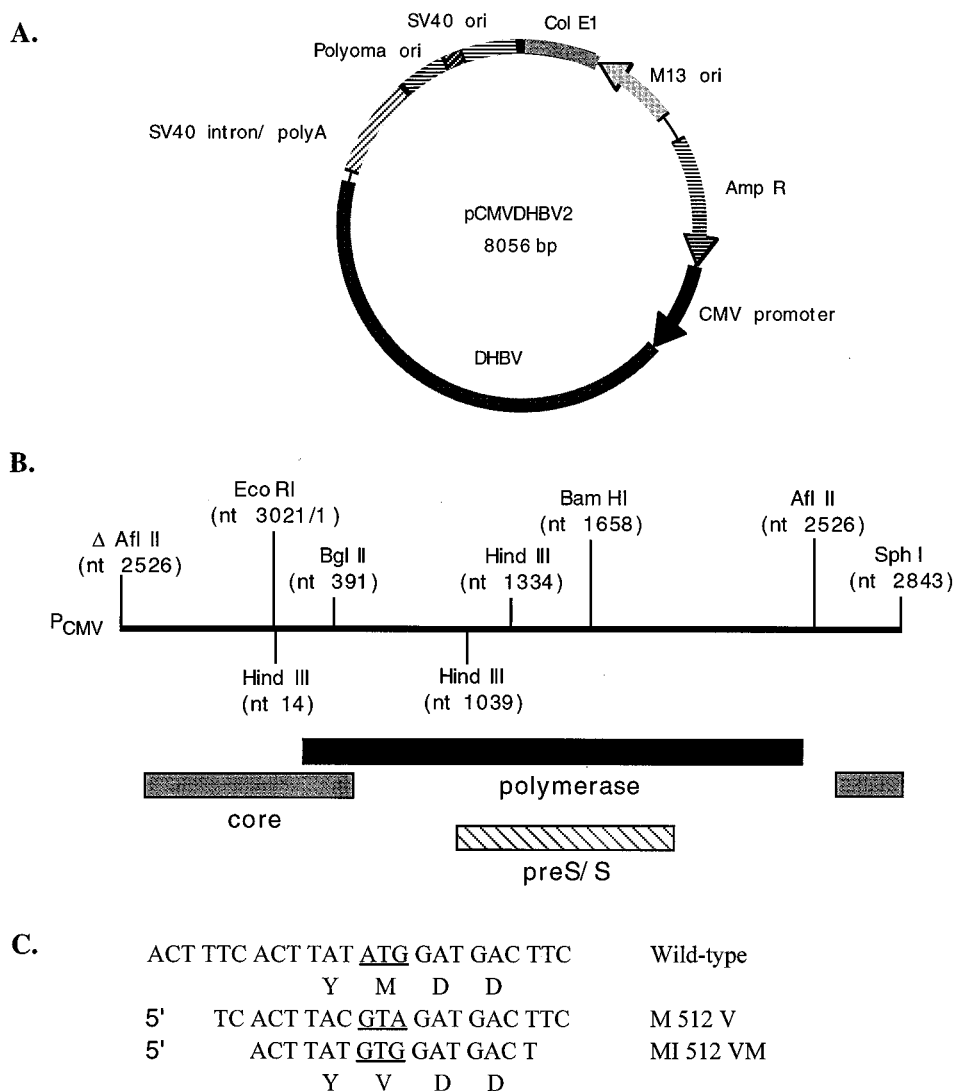 A.
SV40 ori
Col E1
Polyoma ori
M13 ori
SV40 intron/ polyA
Amp R
pCMVDHBV2
8056 bp
CMV promoter
DHBV
B.
Eco RI
(nt 3021/1)
Bam HI
(nt 1658)
Afl II
(nt 2526)
Δ Afl II
(nt 2526)
Bgl II
(nt 391)
Hind III
(nt 1334)
Sph I
(nt 2843)
PCMV
Hind III
(nt 14)
Hind III
(nt 1039)
polymerase
core
preS/ S
C.
ACT TTC ACT TAT ATG GAT GAC TTC Wild-type
Y M D D
5' TC ACT TAC GTA GAT GAC TTC M 512 V
5' ACT TAT GTG GAT GAC T MI 512 VM
Y V D D